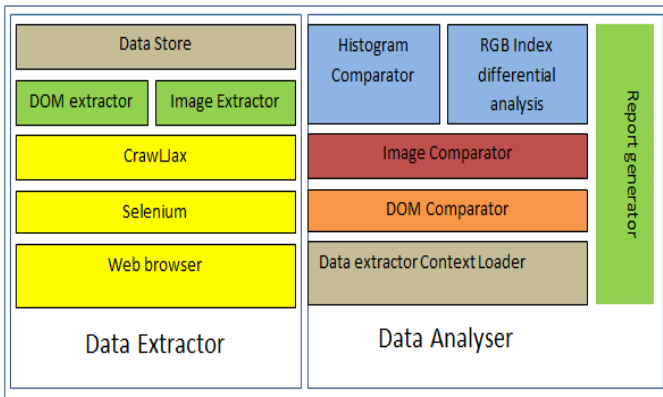 Data Store
DOM extractor
Image Extractor
CrawlJax
Selenium
Web browser
Data Extractor
Histogram
Comparator
RGB Index
differential
analysis
Image Comparator
DOM Comparator
Data extractor Context Loader
Data Analyser
Report generator